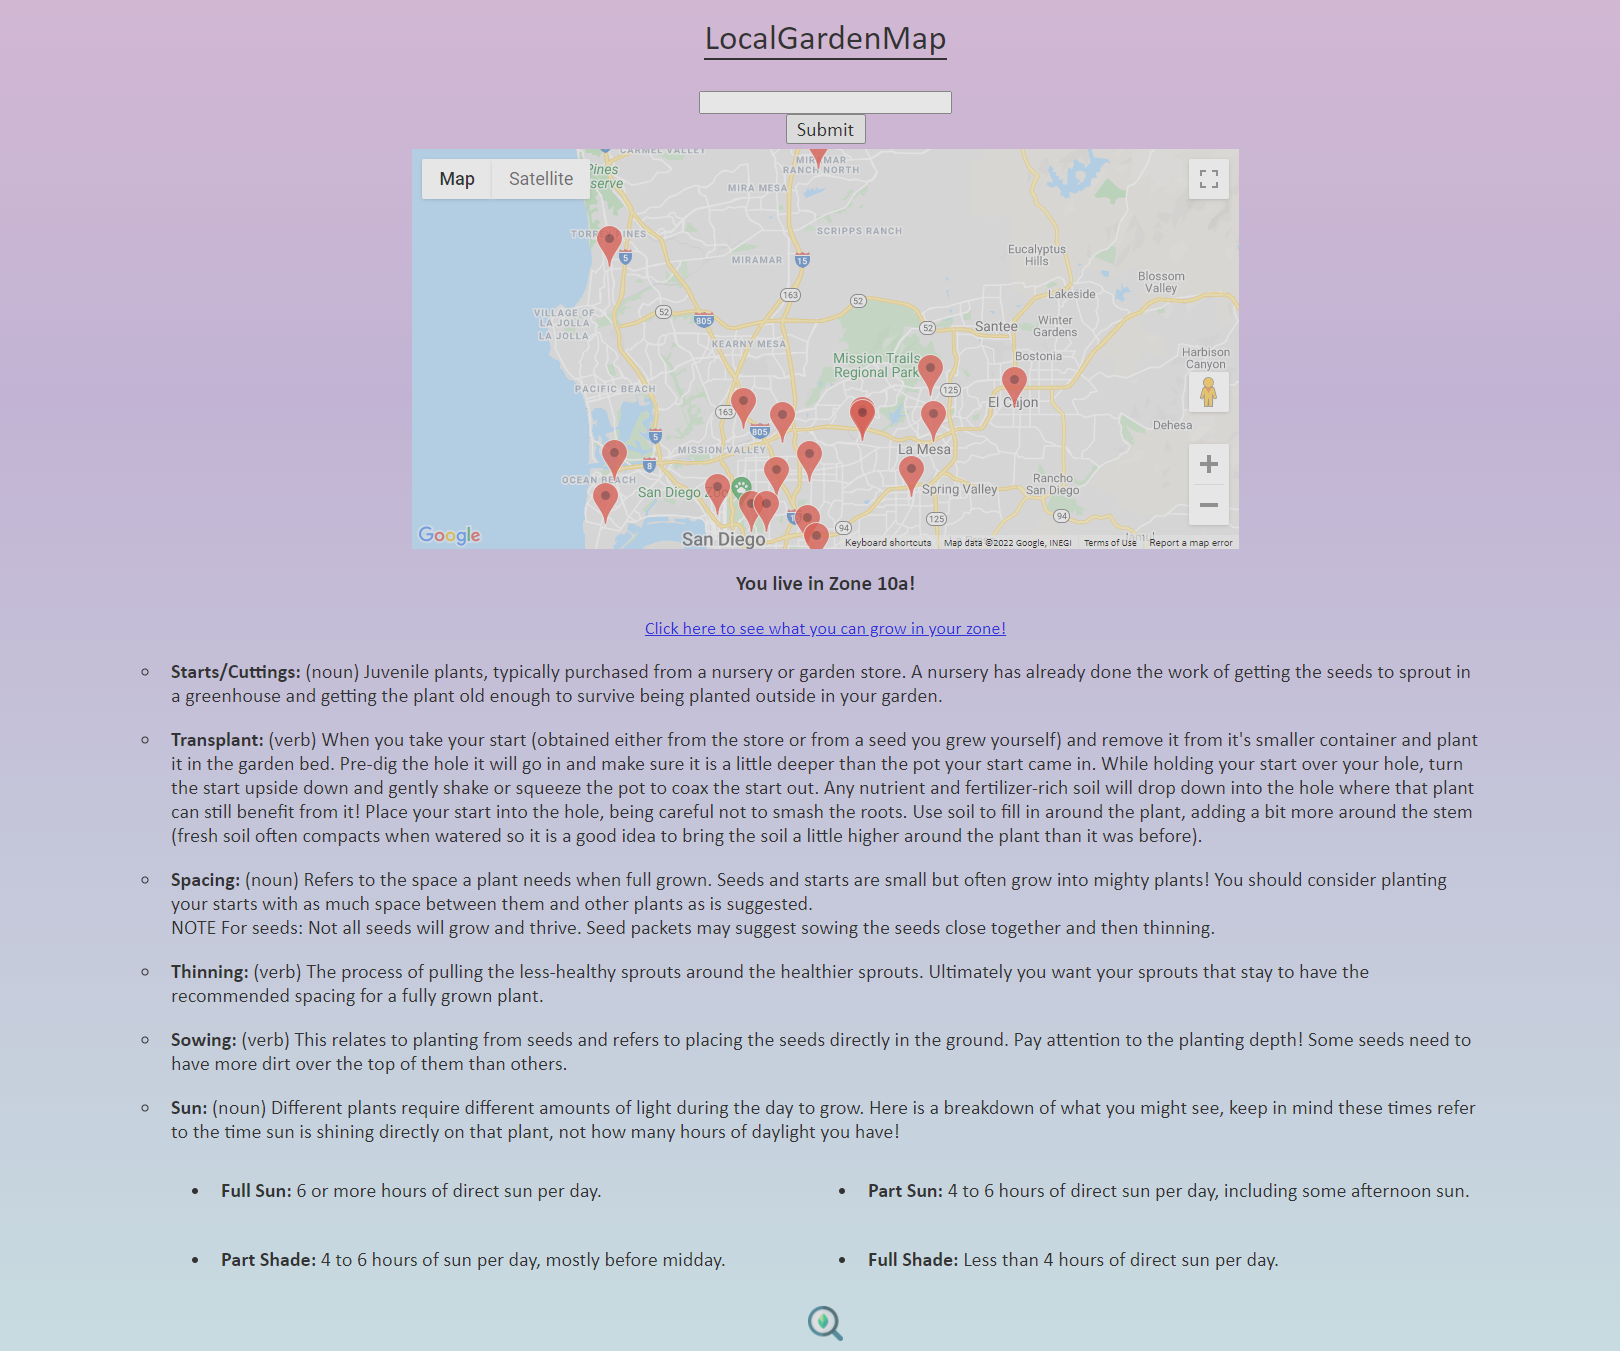 LocalGardenMap
Submit
Map
Satellite
CARMEL VALLEY
MIRAMAR
RANCH NORTH
Pines
serve
MIRA MESA
SCRIPPS RANCH
5
MIRAMAR
15
Eucalyptus
Hills
Blossom
Valley
163
52
Lakeside
VILLAGE OF
LA JOLLA
LA JOLLA
52
805
52
Santee
Winter
Gardens
KEARNY MESA
Mission Trails
Regional Park
Bostonia
Harbison
Canyon
PACIFIC BEACH
125
El Cajon
163
805
Dehesa
5
MISSION VALLEY
La Mesa
8
OCEAN BEACH
San Diego Zoo
Spring Valley
Rancho
San Diego
94
125
94
San Diego
Google
Keyboard shortcuts
Map data ©2022 Google, INEGI
Terms of Use
Report a map error
You live in Zone 10a!
Click here to see what you can grow in your zone!
Starts/Cuttings: (noun) Juvenile plants, typically purchased from a nursery or garden store. A nursery has already done the work of getting the seeds to sprout in
a greenhouse and getting the plant old enough to survive being planted outside in your garden.
Transplant: (verb) When you take your start (obtained either from the store or from a seed you grew yourself) and remove it from it's smaller container and plant
it in the garden bed. Pre-dig the hole it will go in and make sure it is a little deeper than the pot your start came in. While holding your start over your hole, turn
the start upside down and gently shake or squeeze the pot to coax the start out. Any nutrient and fertilizer-rich soil will drop down into the hole where that plant
can still benefit from it! Place your start into the hole, being careful not to smash the roots. Use soil to fill in around the plant, adding a bit more around the stem
(fresh soil often compacts when watered so it is a good idea to bring the soil a little higher around the plant than it was before).
Spacing: (noun) Refers to the space a plant needs when full grown. Seeds and starts are small but often grow into mighty plants! You should consider planting
your starts with as much space between them and other plants as is suggested.
NOTE For seeds: Not all seeds will grow and thrive. Seed packets may suggest sowing the seeds close together and then thinning.
Thinning: (verb) The process of pulling the less-healthy sprouts around the healthier sprouts. Ultimately you want your sprouts that stay to have the
recommended spacing for a fully grown plant.
Sowing: (verb) This relates to planting from seeds and refers to placing the seeds directly in the ground. Pay attention to the planting depth! Some seeds need to
have more dirt over the top of them than others.
Sun: (noun) Different plants require different amounts of light during the day to grow. Here is a breakdown of what you might see, keep in mind these times refer
to the time sun is shining directly on that plant, not how many hours of daylight you have!
Full Sun: 6 or more hours of direct sun per day.
Part Sun: 4 to 6 hours of direct sun per day, including some afternoon sun.
Part Shade: 4 to 6 hours of sun per day, mostly before midday.
Full Shade: Less than 4 hours of direct sun per day.